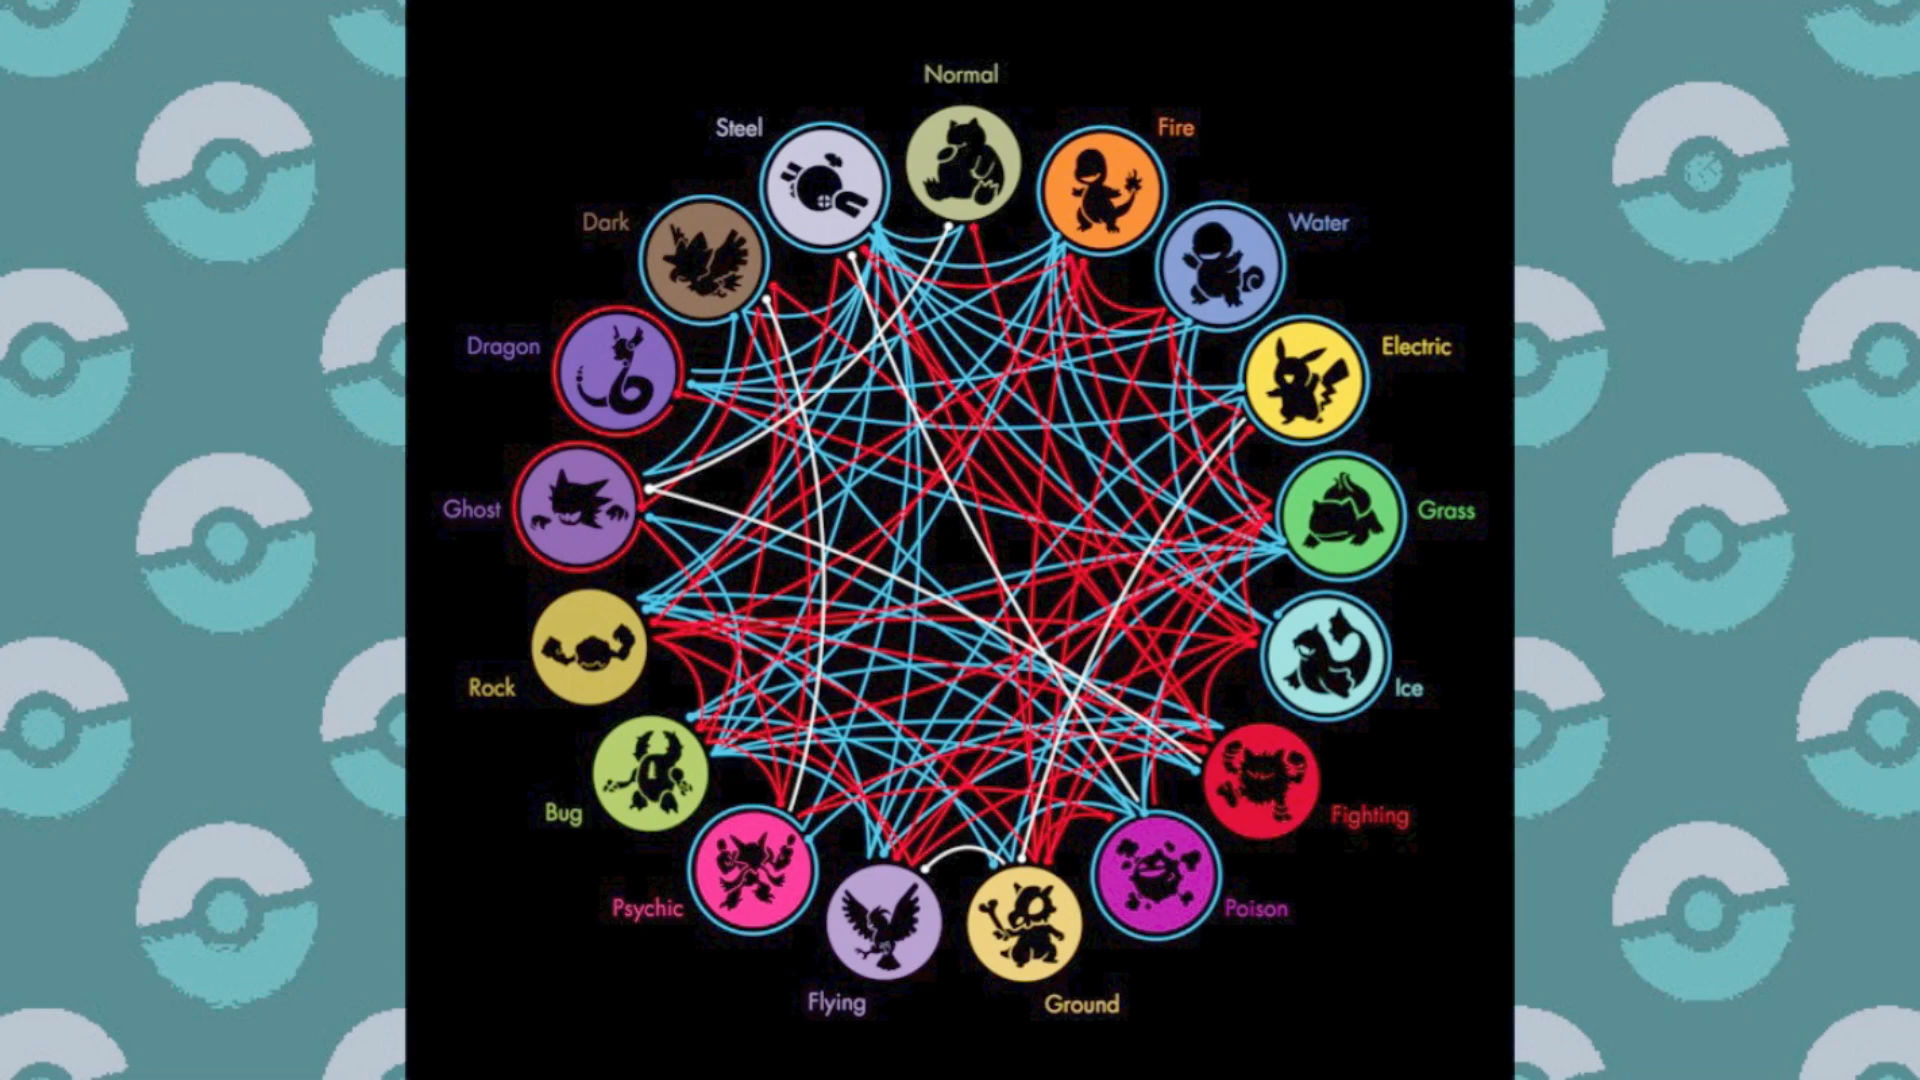 Normal
Steel
Fire
Dark
Water
Dragon
Electric
Ghost
Grass
Rock
Ice
Bug
Fighting
Psychic
Poison
Flying
Ground